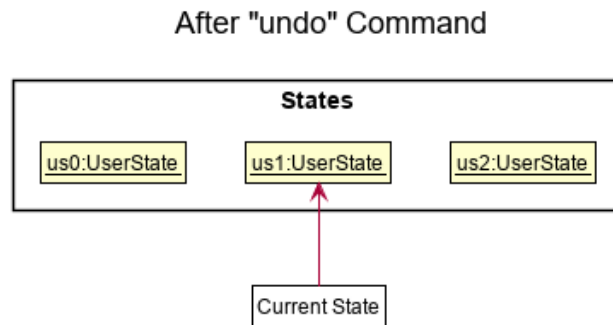 After "undo" Command
States
us0:UserState us1:UserState us2:UserState
Current State